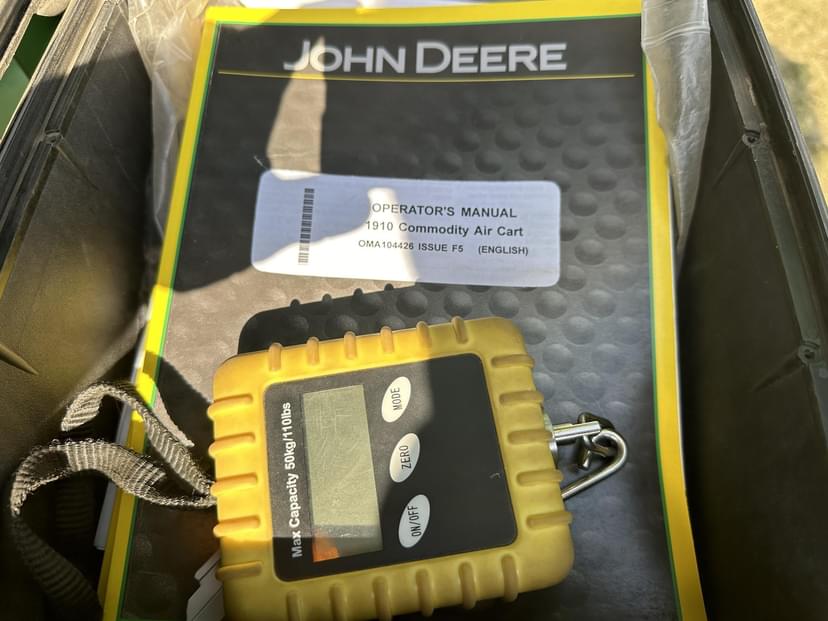 JOHN DEERE
OPERATOR'S MANUAL
1910 Commodity Air Cart
OMA104426 ISSUE F5 (ENGLISH)
Max Capacity 50kg/110lbs
MODE
ZERO
ON/OFF